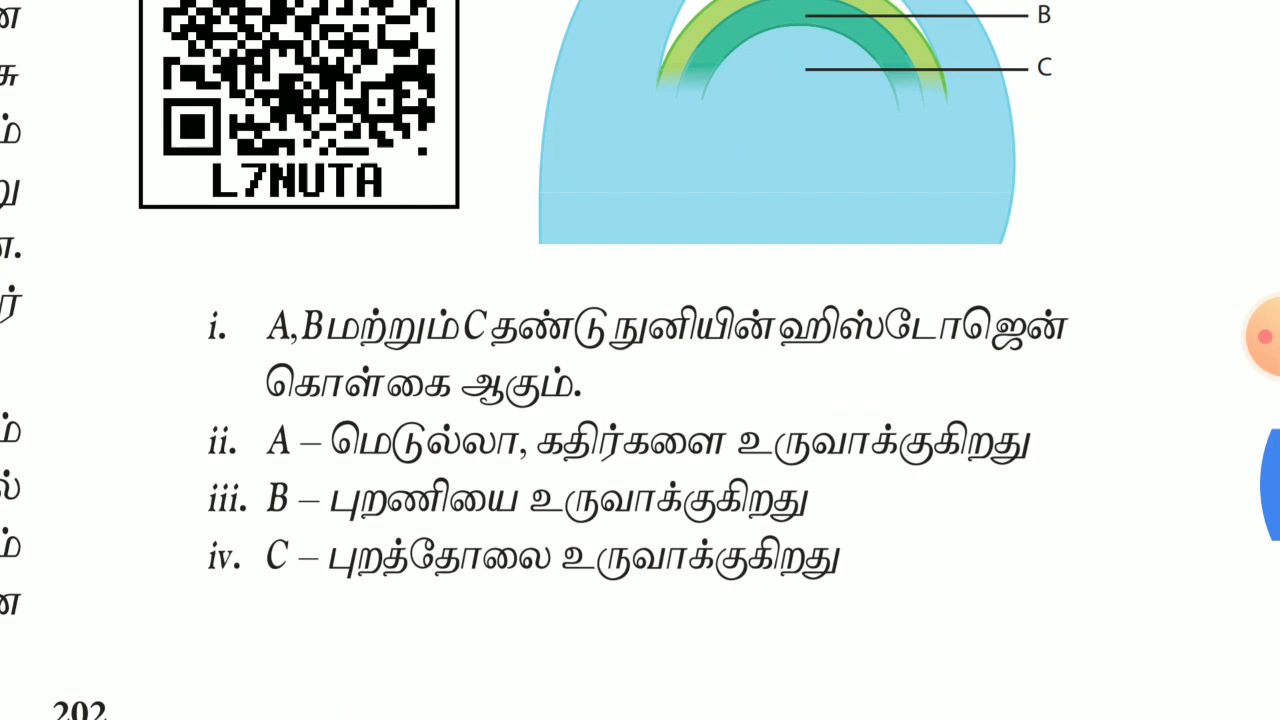 B
C
L7NUTA
i. A, B மற்றும் C தண்டு நுனியின் ஹிஸ்டோஜென்
கொள்கை ஆகும்.
ii. A – மெடுல்லா, கதிர்களை உருவாக்குகிறது
iii. B – புறணியை உருவாக்குகிறது
iv. C – புறத்தோலை உருவாக்குகிறது
202